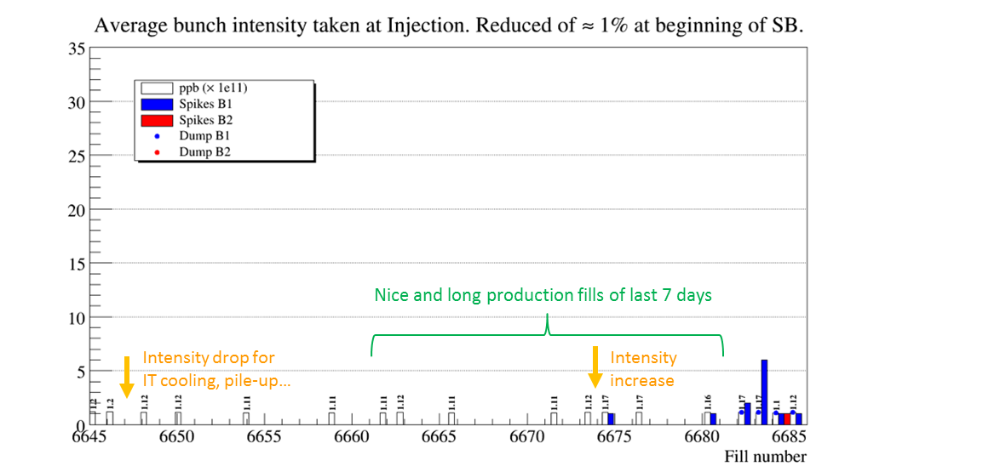 Average bunch intensity taken at Injection. Reduced of ≈ 1% at beginning of SB.
35
30
25
20
15
10
5
0
ppb (× 1e11)
Spikes B1
Spikes B2
Dump B1
Dump B2
Nice and long production fills of last 7 days
Intensity drop for
IT cooling, pile-up...
Intensity
increase
1.2
1.2
1.12
1.12
1.11
1.11
1.11
1.12
1.11
1.11
1.12
1.17
1.17
1.16
1.17
1.17
1.1
1.12
6645
6650
6655
6660
6665
6670
6675
6680
6685
Fill number